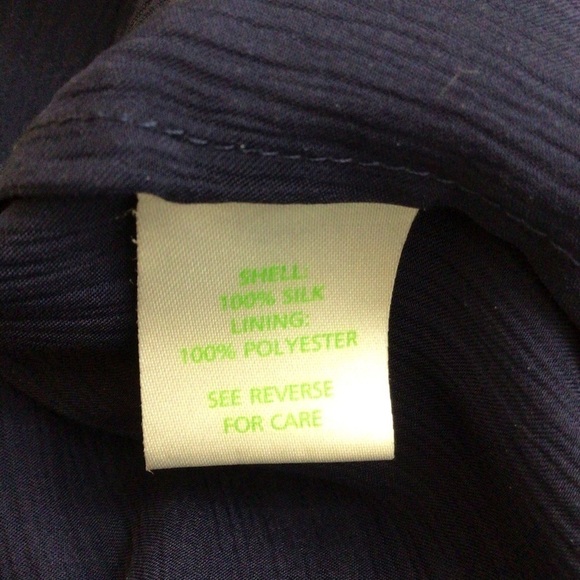 SHELL:
100% SILK
LINING:
100% POLYESTER
SEE REVERSE
FOR CARE